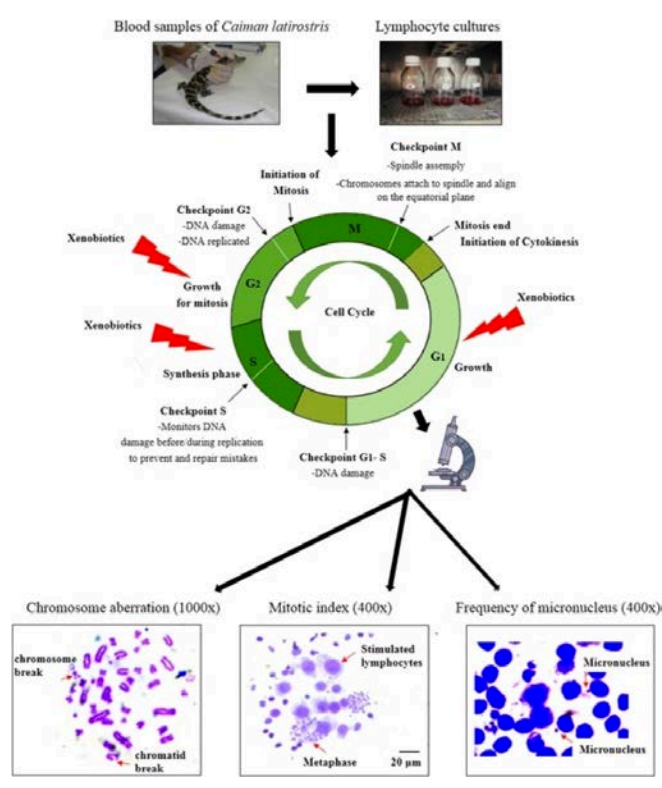 Blood samples of Caiman latirostris
Lymphocyte cultures
Checkpoint M
-Spindle assembly
-Chromosomes attach to spindle and align
on the equatorial plane
Initiation of
Mitosis
Checkpoint G2
-DNA damage
-DNA replicated
M
Mitosis end
Initiation of Cytokinesis
Xenobiotics
G2
Growth
for mitosis
Xenobiotics
Cell Cycle
Xenobiotics
G1
Growth
S
Synthesis phase
Checkpoint S
-Monitors DNA
damage before/during replication
to prevent and repair mistakes
Checkpoint G1- S
-DNA damage
Chromosome aberration (1000x)
Mitotic index (400x)
Frequency of micronucleus (400x)
chromosome
break
chromatid
break
Stimulated
lymphocytes
Metaphase
20 µm
Micronucleus
Micronucleus